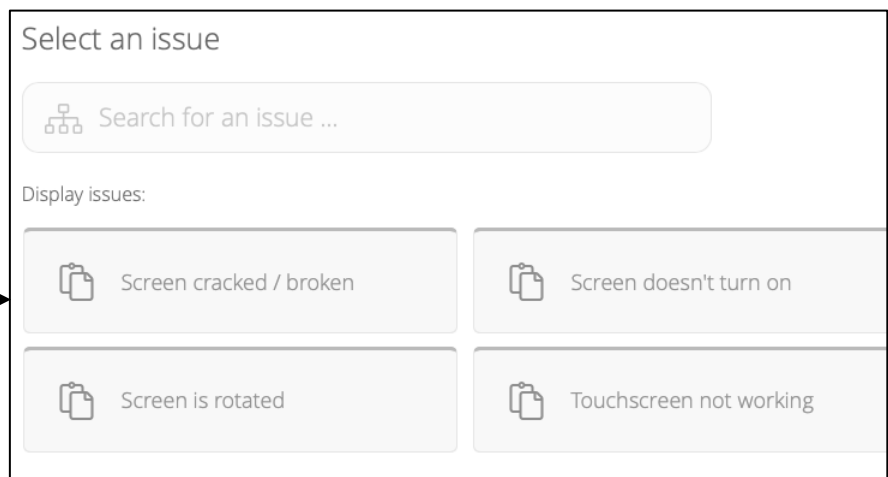 Select an issue
Search for an issue ...
Display issues:
Screen cracked / broken
Screen doesn't turn on
Screen is rotated
Touchscreen not working